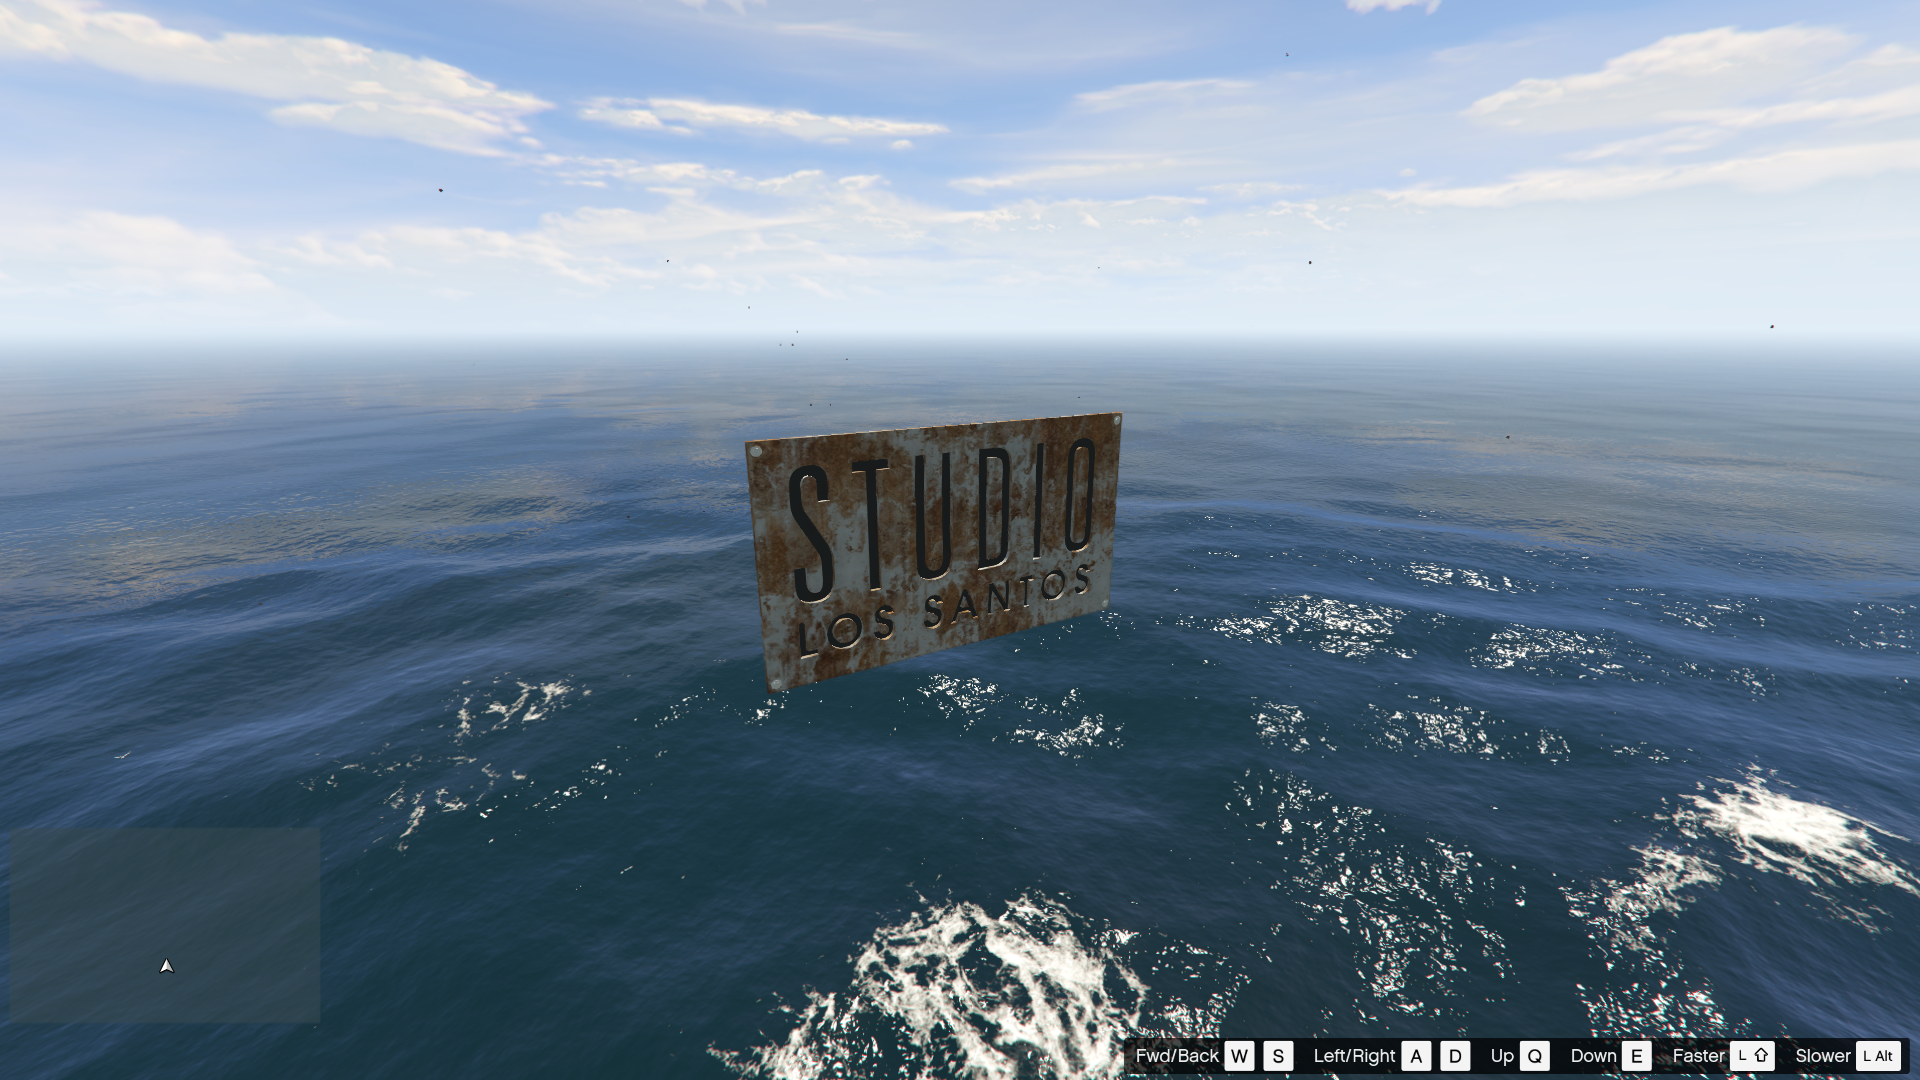 STUDIO
LOS SANTOS
Fwd/Back W S Left/Right A D Up Q Down E Faster L ⇧ Slower L Alt